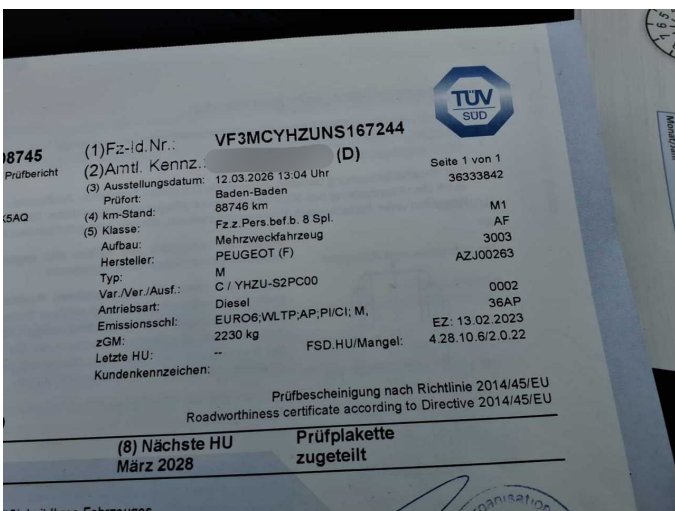 TÜV
SÜD
08745
(1)Fz-id.Nr.: VF3MCYHZUNS167244
Prüfbericht (2)Amtl. Kennz.: (D)
(3) Ausstellungsdatum: 12.03.2026 13:04 Uhr Seite 1 von 1
Prüfort: Baden-Baden 36333842
K5AQ (4) km-Stand: 88746 km
(5) Klasse: Fz.z.Pers.bef.b. 8 Spl. M1
Aufbau: Mehrzweckfahrzeug AF
Hersteller: PEUGEOT (F) 3003
Typ: M AZJ00263
Var./Ver./Ausf.: C / YHZU-S2PC00
Antriebsart: Diesel 0002
Emissionsschl: EURO6;WLTP;AP;PI/CI; M, 36AP
zGM: 2230 kg EZ: 13.02.2023
Letzte HU: -- FSD.HU/Mangel: 4.28.10.6/2.0.22
Kundenkennzeichen:
Prüfbescheinigung nach Richtlinie 2014/45/EU
Roadworthiness certificate according to Directive 2014/45/EU
(8) Nächste HU Prüfplakette
März 2028 zugeteilt
Monat/Jahr